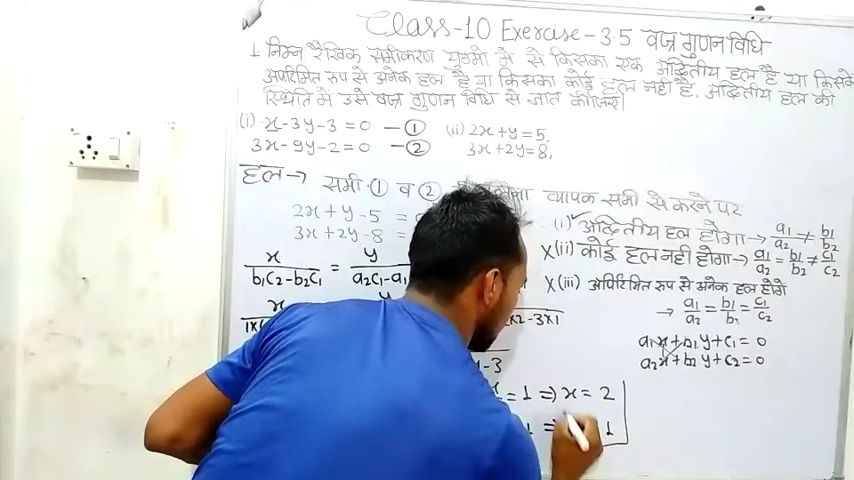 Class-10 Exercise-3.5 वज्र गुणन विधि
1 निम्न रैखिक समीकरण युग्मो में से किसका एक अद्वितीय हल है या किसके
अपरिमित रूप से अनेक हल है या किसका कोई हल नही है, अद्वितीय हल की
स्थिति में उसे वज्र गुणन विधि से ज्ञात कीजिए।
(i) x-3y-3=0 —① (ii) 2x+y=5,
3x-9y-2=0 —② 3x+2y=8,
हल→ समी.① व ② व्यापक समी से करने पर
2x+y-5 =
3x+2y-8 =
(i) अद्वितीय हल होगा→ a₁/a₂ ≠ b₁/b₂
x/(b₁c₂-b₂c₁) = y/(a₂c₁-a₁
X(ii) कोई हल नही होगा→ a₁/a₂ = b₁/b₂ ≠ c₁/c₂
X(iii) अपरिमित रूप से अनेक हल होंगे
→ a₁/a₂ = b₁/b₂ = c₁/c₂
x y 2x2-3x1
a₁x+b₁y+c₁=0
a₂x+b₂y+c₂=0
=1 ⇒ x=2
1